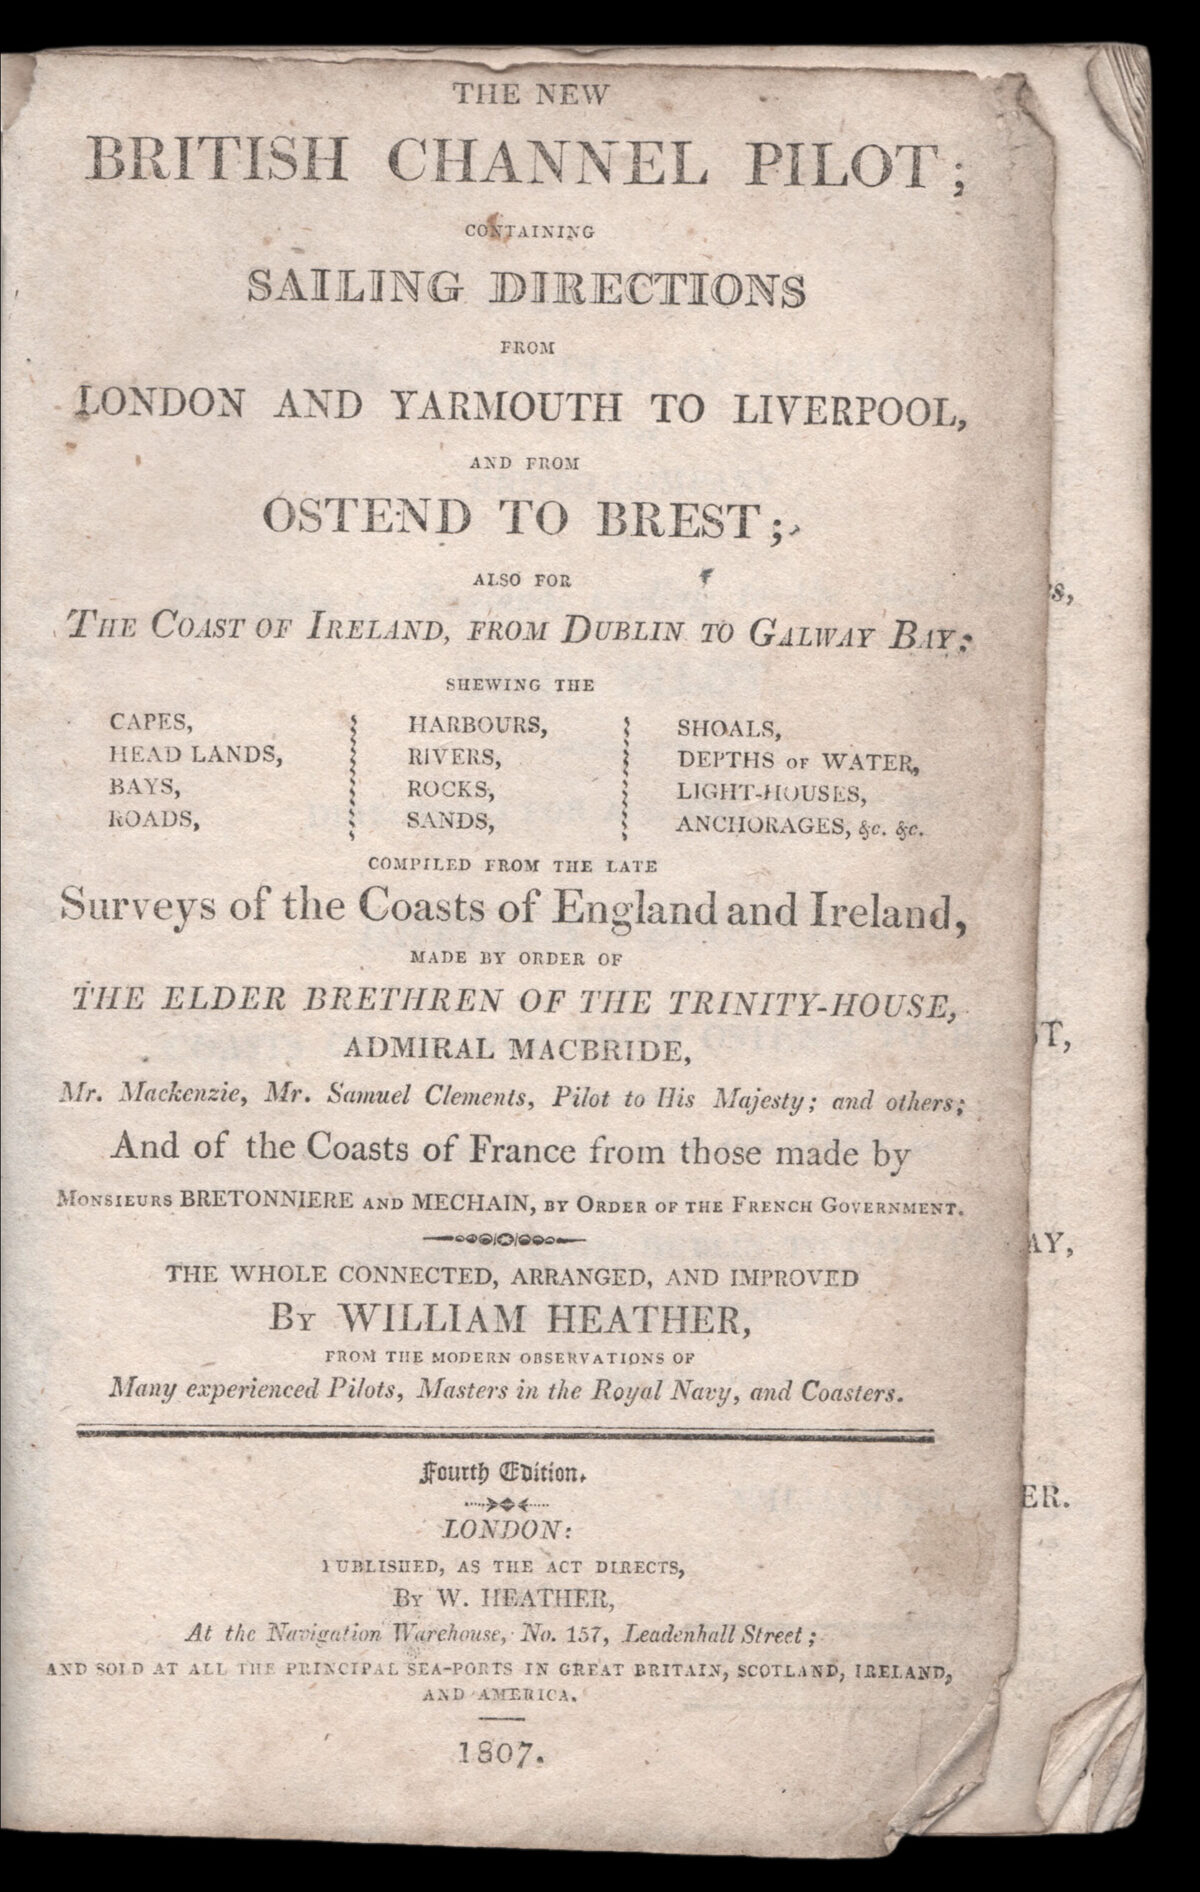 THE NEW
BRITISH CHANNEL PILOT;
CONTAINING
SAILING DIRECTIONS
FROM
LONDON AND YARMOUTH TO LIVERPOOL,
AND FROM
OSTEND TO BREST;
ALSO FOR
THE COAST OF IRELAND, FROM DUBLIN TO GALWAY BAY:
SHEWING THE
CAPES,
HEAD LANDS,
BAYS,
ROADS,
HARBOURS,
RIVERS,
ROCKS,
SANDS,
SHOALS,
DEPTHS OF WATER,
LIGHT-HOUSES,
ANCHORAGES, &c. &c.
COMPILED FROM THE LATE
Surveys of the Coasts of England and Ireland,
MADE BY ORDER OF
THE ELDER BRETHREN OF THE TRINITY-HOUSE,
ADMIRAL MACBRIDE,
Mr. Mackenzie, Mr. Samuel Clements, Pilot to His Majesty; and others;
And of the Coasts of France from those made by
MONSIEURS BRETONNIERE AND MECHAIN, BY ORDER OF THE FRENCH GOVERNMENT.
THE WHOLE CONNECTED, ARRANGED, AND IMPROVED
BY WILLIAM HEATHER,
FROM THE MODERN OBSERVATIONS OF
Many experienced Pilots, Masters in the Royal Navy, and Coasters.
Fourth Edition.
LONDON:
PUBLISHED, AS THE ACT DIRECTS,
BY W. HEATHER,
At the Navigation Warehouse, No. 157, Leadenhall Street;
AND SOLD AT ALL THE PRINCIPAL SEA-PORTS IN GREAT BRITAIN, SCOTLAND, IRELAND,
AND AMERICA.
1807.
T,
AY,
ER.